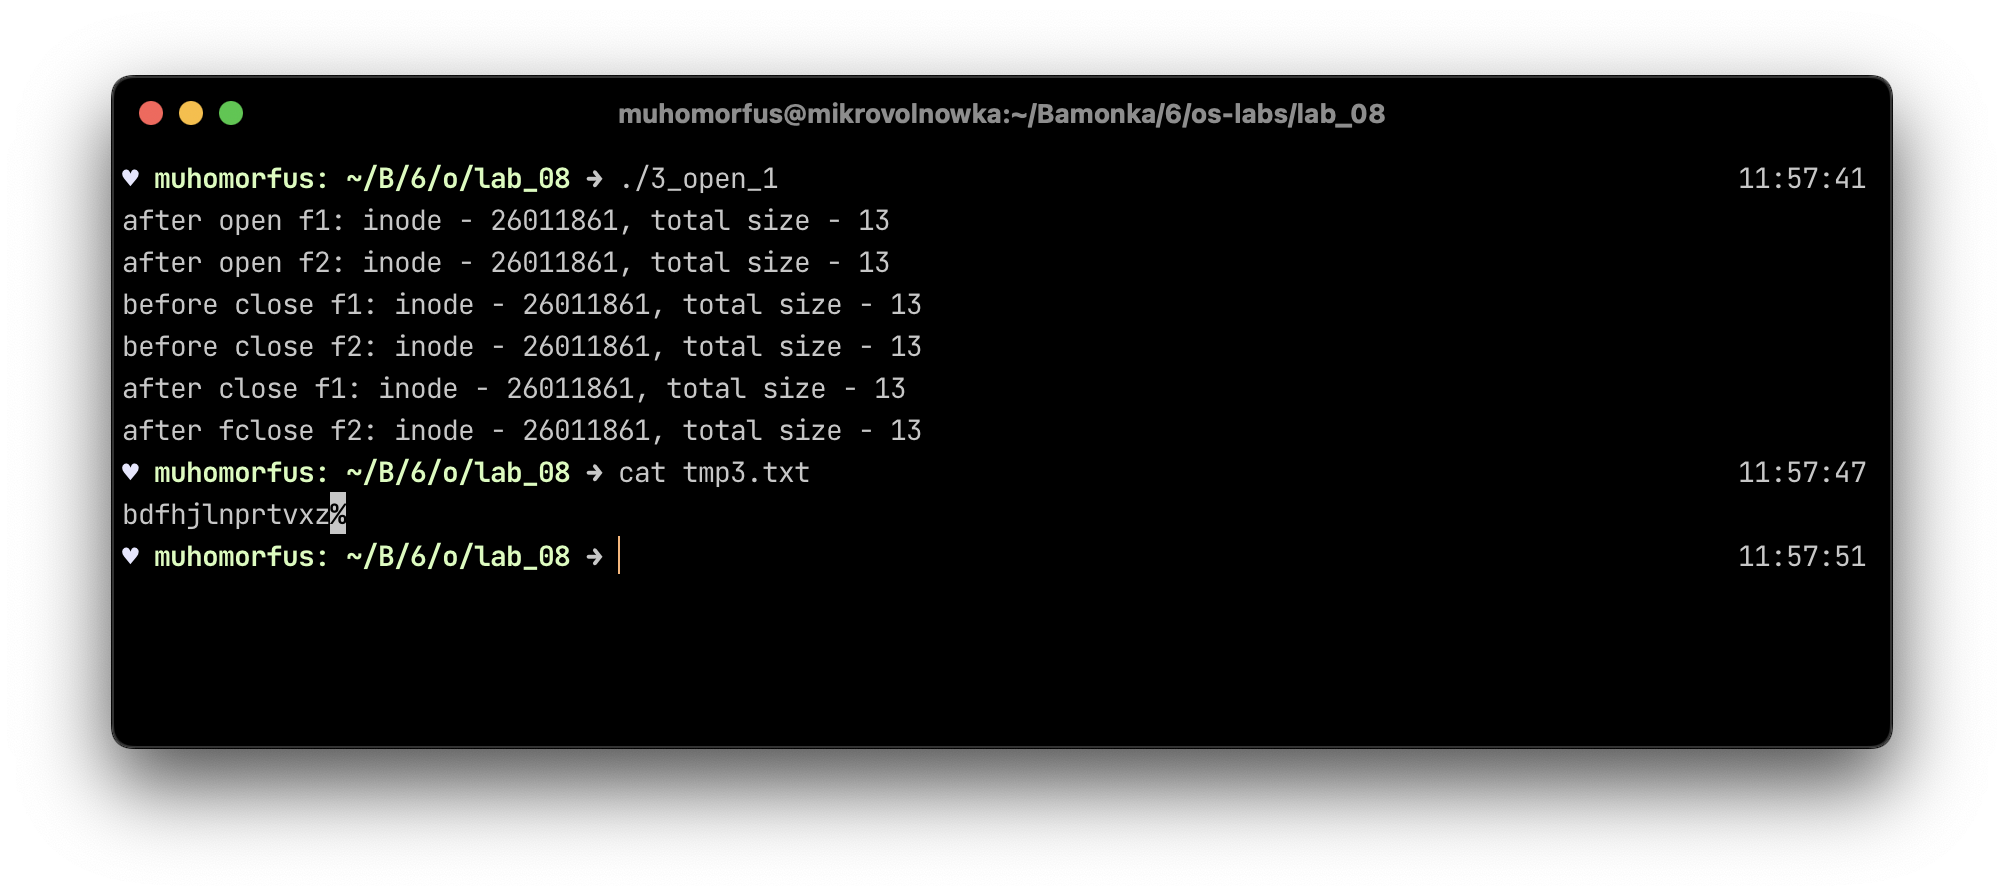 muhomorfus@mikrovolnowka:~/Bamonka/6/os-labs/lab_08
♥ muhomorfus: ~/B/6/o/lab_08 → ./3_open_1 11:57:41
after open f1: inode - 26011861, total size - 13
after open f2: inode - 26011861, total size - 13
before close f1: inode - 26011861, total size - 13
before close f2: inode - 26011861, total size - 13
after close f1: inode - 26011861, total size - 13
after fclose f2: inode - 26011861, total size - 13
♥ muhomorfus: ~/B/6/o/lab_08 → cat tmp3.txt 11:57:47
bdfhjlnprtvxz%
♥ muhomorfus: ~/B/6/o/lab_08 → 11:57:51